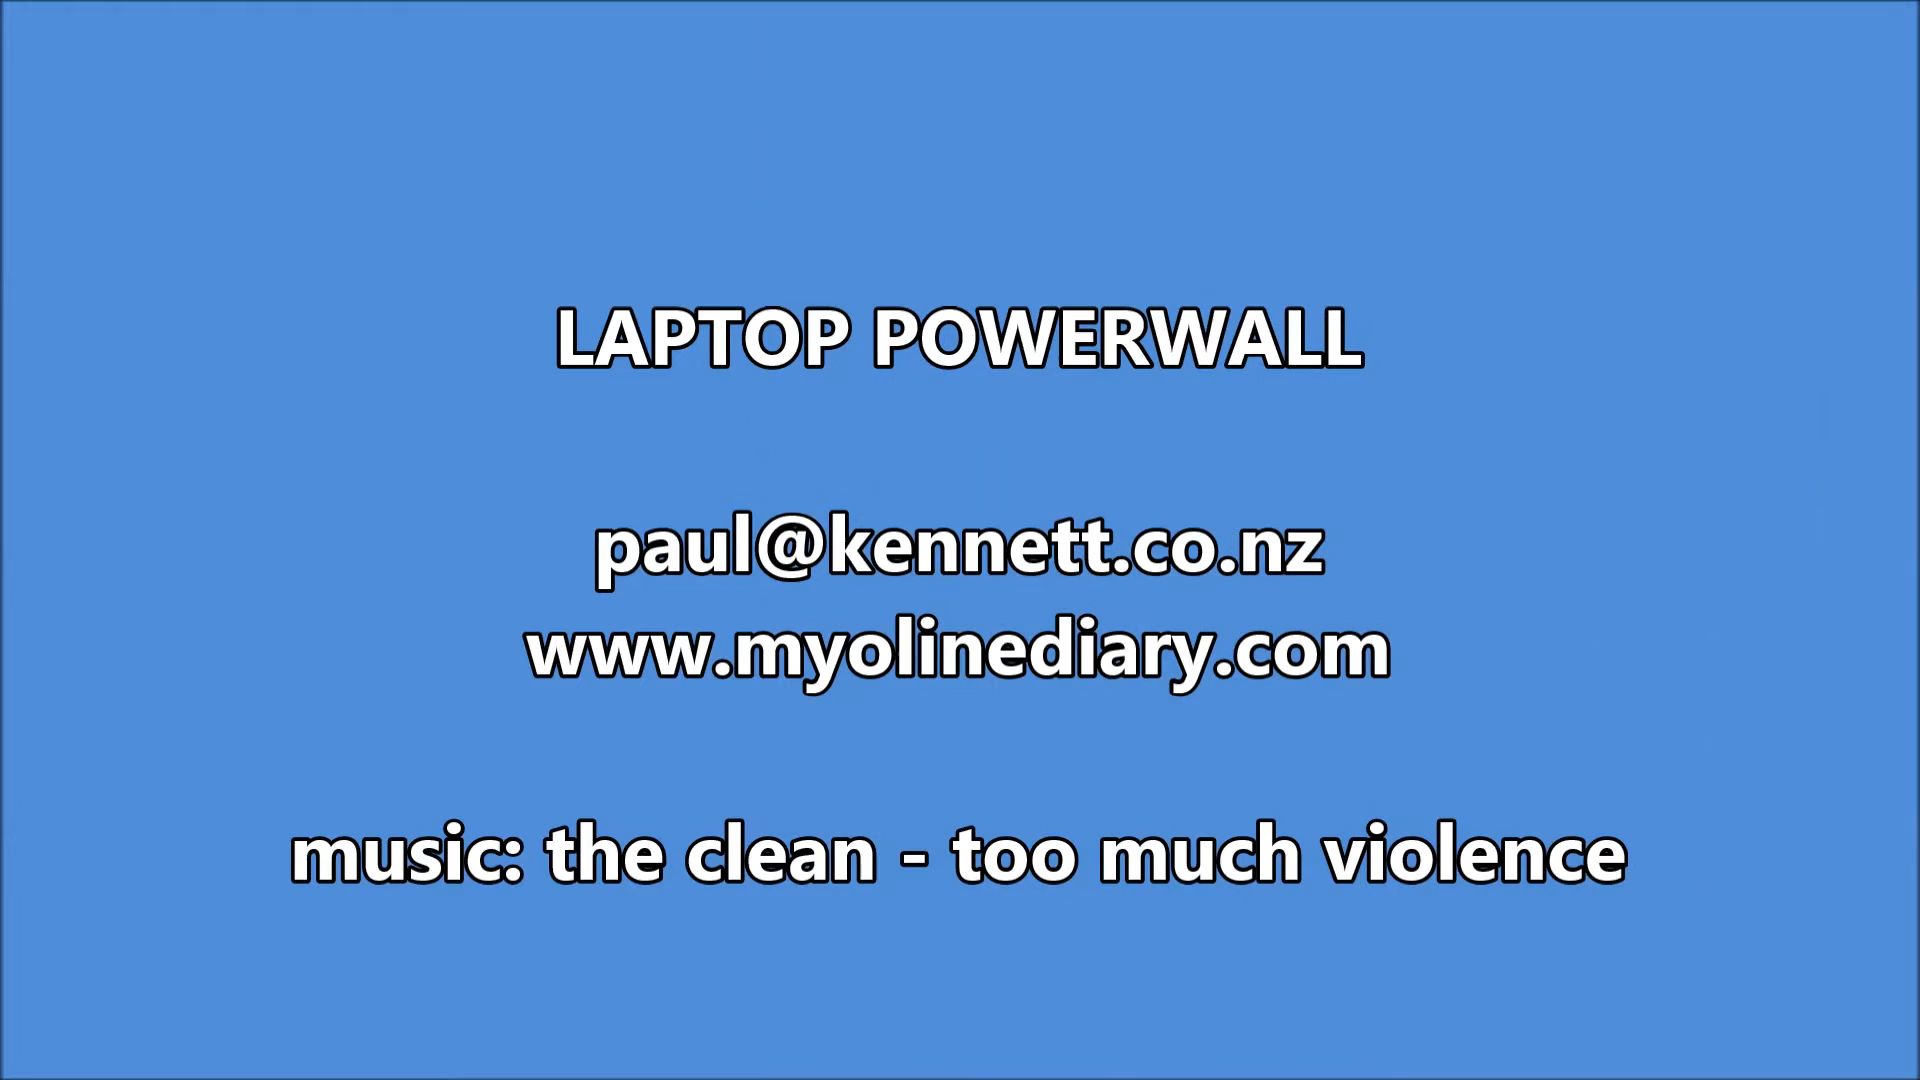 LAPTOP POWERWALL
paul@kennett.co.nz
www.myolinediary.com
music: the clean - too much violence